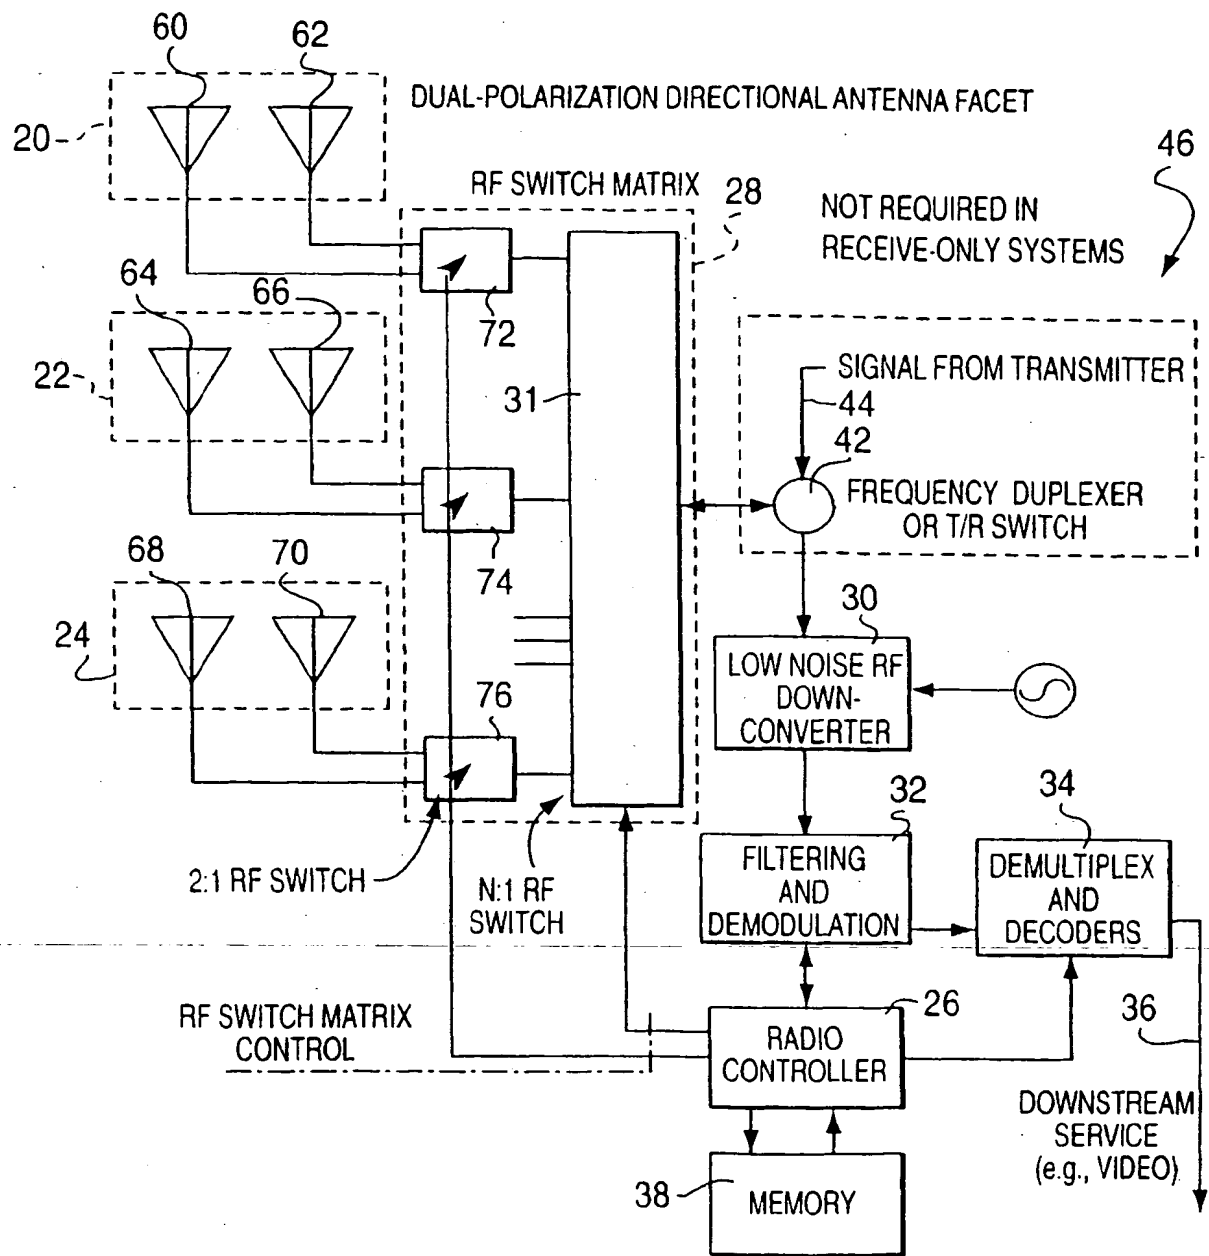 60
62
20
DUAL-POLARIZATION DIRECTIONAL ANTENNA FACET
46
RF SWITCH MATRIX
28
NOT REQUIRED IN
RECEIVE-ONLY SYSTEMS
64
66
72
22
31
SIGNAL FROM TRANSMITTER
44
42
FREQUENCY DUPLEXER
OR T/R SWITCH
74
68
70
24
30
LOW NOISE RF
DOWN-
CONVERTER
76
32
34
2:1 RF SWITCH
N:1 RF
SWITCH
FILTERING
AND
DEMODULATION
DEMULTIPLEX
AND
DECODERS
RF SWITCH MATRIX
CONTROL
26
RADIO
CONTROLLER
36
DOWNSTREAM
SERVICE
(e.g., VIDEO)
38
MEMORY